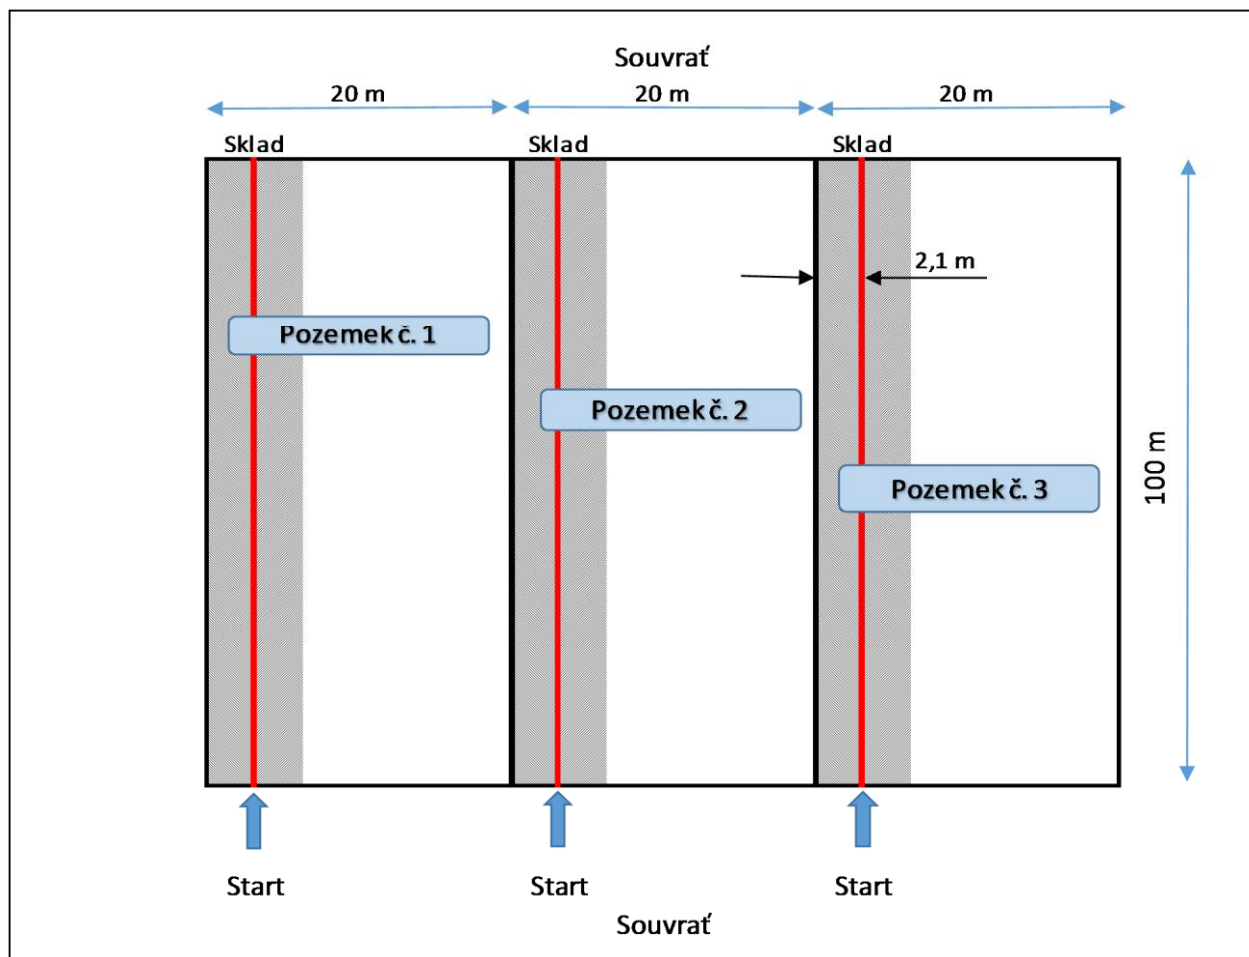 Souvrať
20 m 20 m 20 m
Sklad Sklad Sklad
2,1 m
Pozemek č. 1
Pozemek č. 2
Pozemek č. 3
100 m
Start Start Start
Souvrať